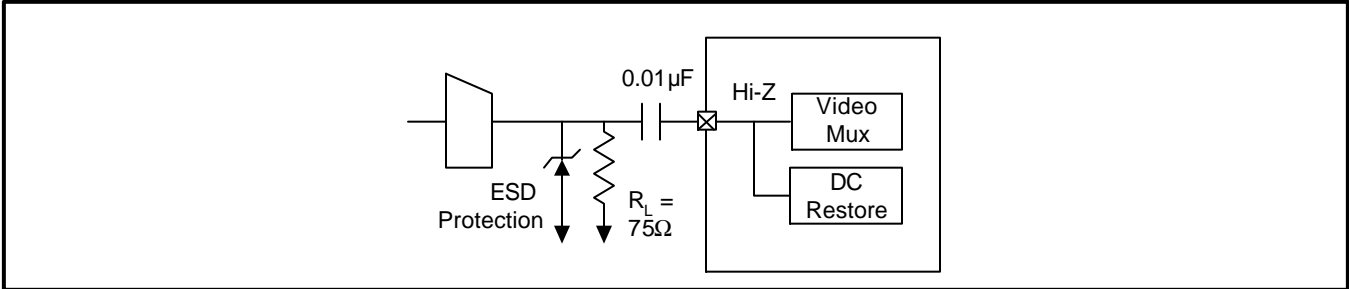 0.01µF
Hi-Z
Video
Mux
DC
Restore
ESD
Protection
R_L =
75Ω